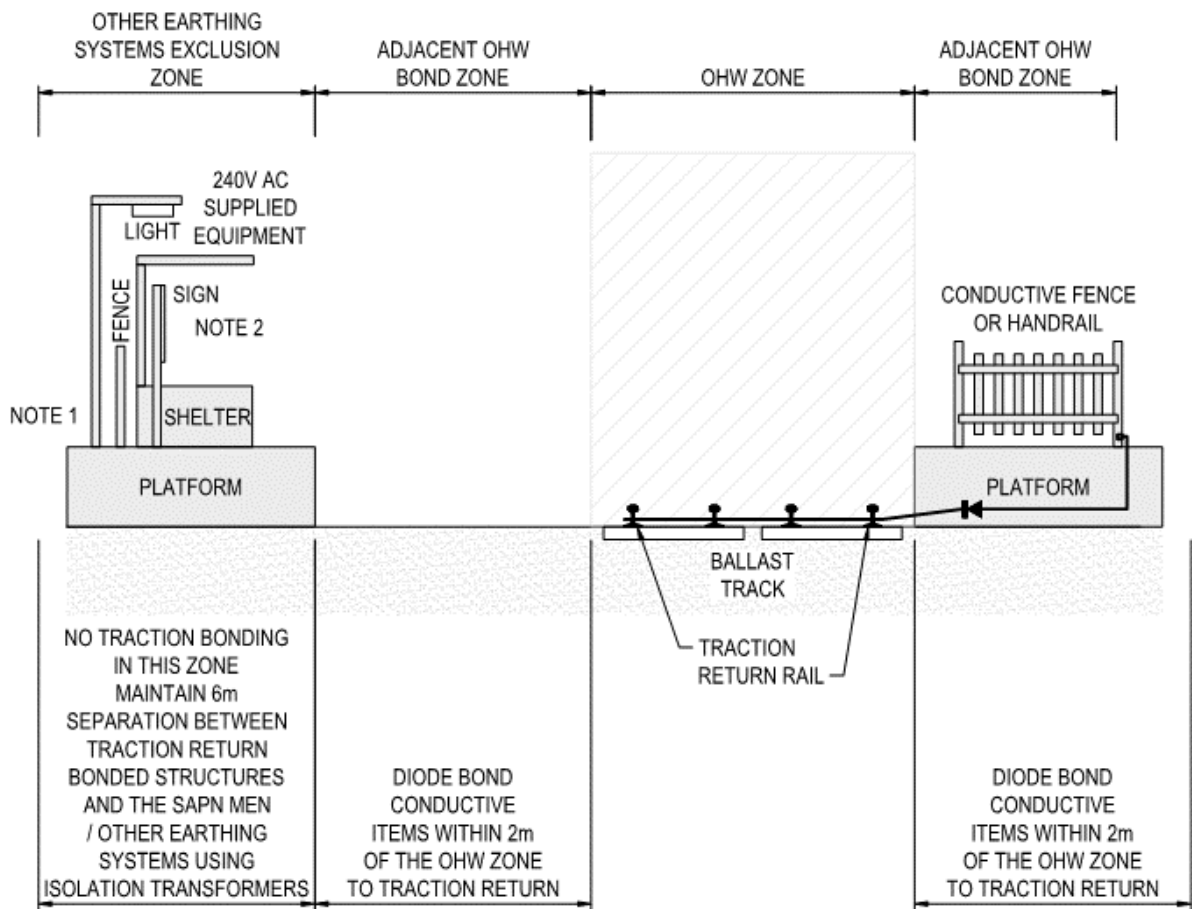 OTHER EARTHING
SYSTEMS EXCLUSION
ZONE
ADJACENT OHW
BOND ZONE
OHW ZONE
ADJACENT OHW
BOND ZONE
240V AC
SUPPLIED
EQUIPMENT
LIGHT
FENCE
SIGN
NOTE 2
NOTE 1
SHELTER
PLATFORM
CONDUCTIVE FENCE
OR HANDRAIL
PLATFORM
BALLAST
TRACK
TRACTION
RETURN RAIL
NO TRACTION BONDING
IN THIS ZONE
MAINTAIN 6m
SEPARATION BETWEEN
TRACTION RETURN
BONDED STRUCTURES
AND THE SAPN MEN
/ OTHER EARTHING
SYSTEMS USING
ISOLATION TRANSFORMERS
DIODE BOND
CONDUCTIVE
ITEMS WITHIN 2m
OF THE OHW ZONE
TO TRACTION RETURN
DIODE BOND
CONDUCTIVE
ITEMS WITHIN 2m
OF THE OHW ZONE
TO TRACTION RETURN